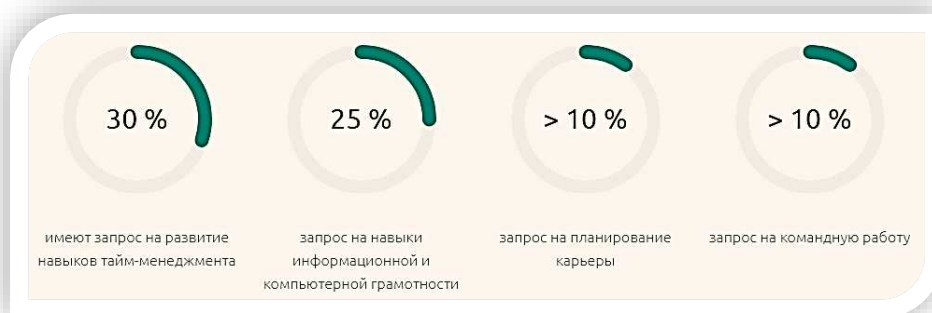 30 %
имеют запрос на развитие
навыков тайм-менеджмента
25 %
запрос на навыки
информационной и
компьютерной грамотности
> 10 %
запрос на планирование
карьеры
> 10 %
запрос на командную работу